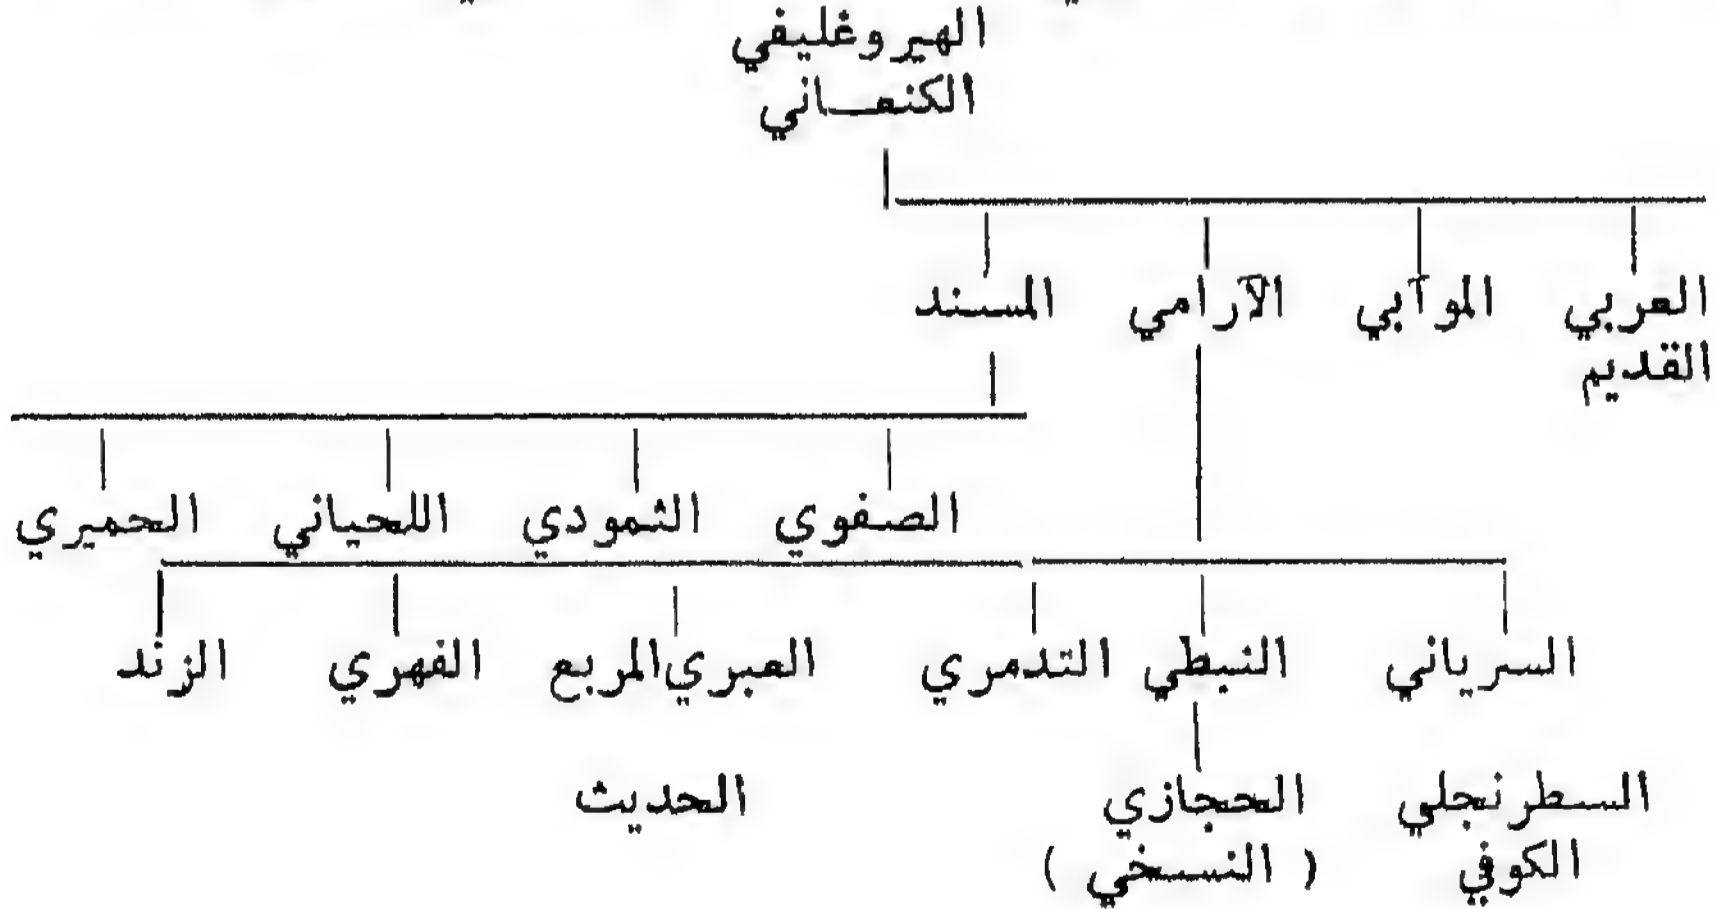 الهيروغليفي
الكنعاني
العربي القديم
الموآبي
الآرامي
المسند
الصفوي
الثمودي
اللحياني
الحميري
السرياني
النبطي
التدمري
العبري المربع
الفهري
الزند
السطرنجلي
الكوفي
الحجازي
( النسخي )
الحديث